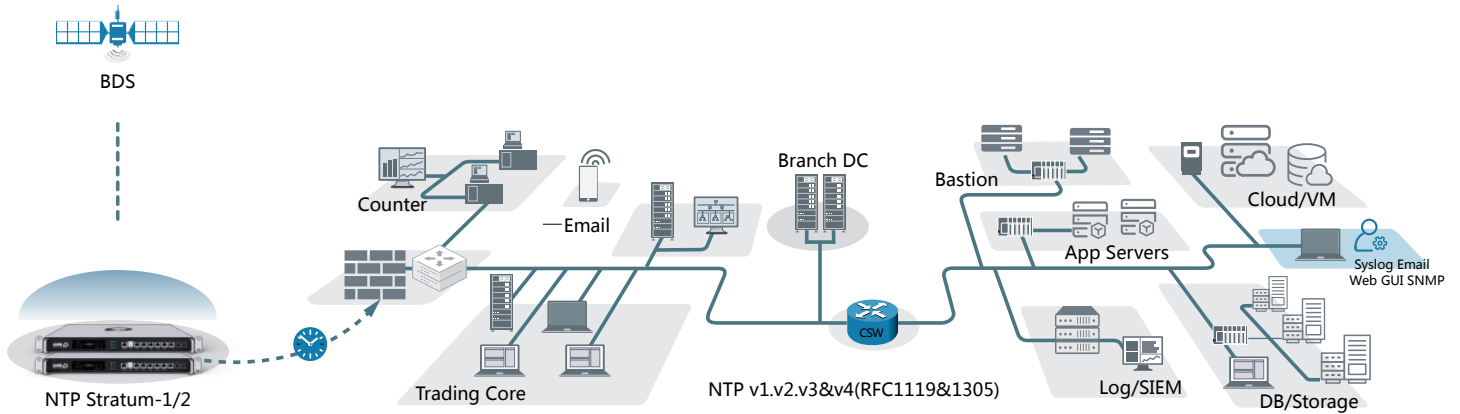 BDS
Counter
—Email
Branch DC
Bastion
Cloud/VM
App Servers
Syslog Email
Web GUI SNMP
CSW
Trading Core
NTP v1.v2.v3&v4(RFC1119&1305)
Log/SIEM
DB/Storage
NTP Stratum-1/2